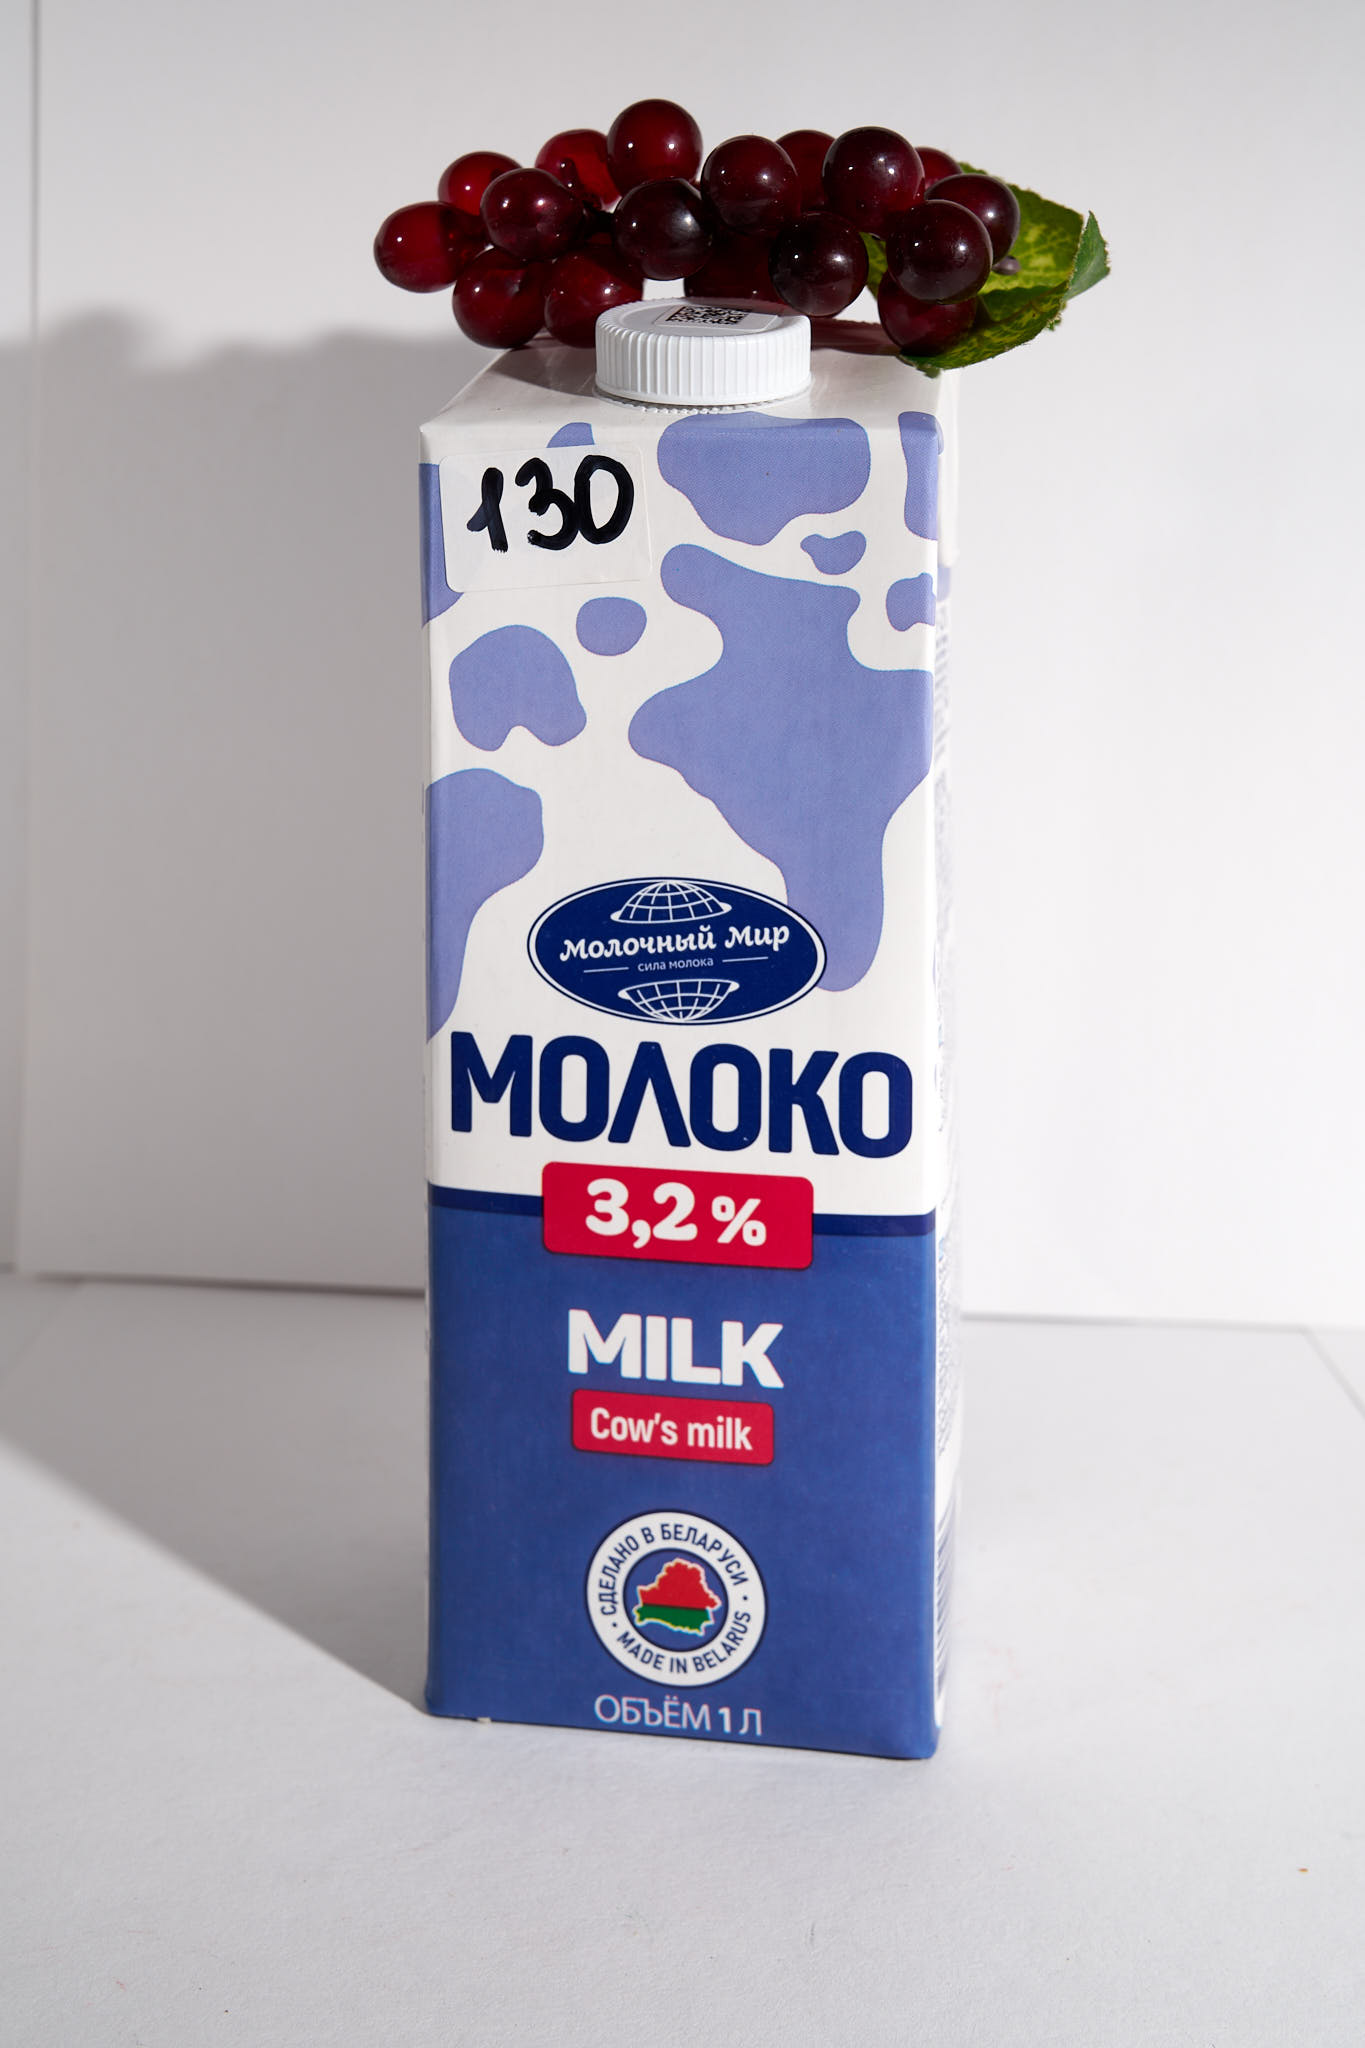 130
Молочный Мир
сила молока
МОЛОКО
3,2 %
MILK
Cow's milk
СДЕЛАНО В БЕЛАРУСИ
• MADE IN BELARUS •
ОБЪЁМ 1 Л